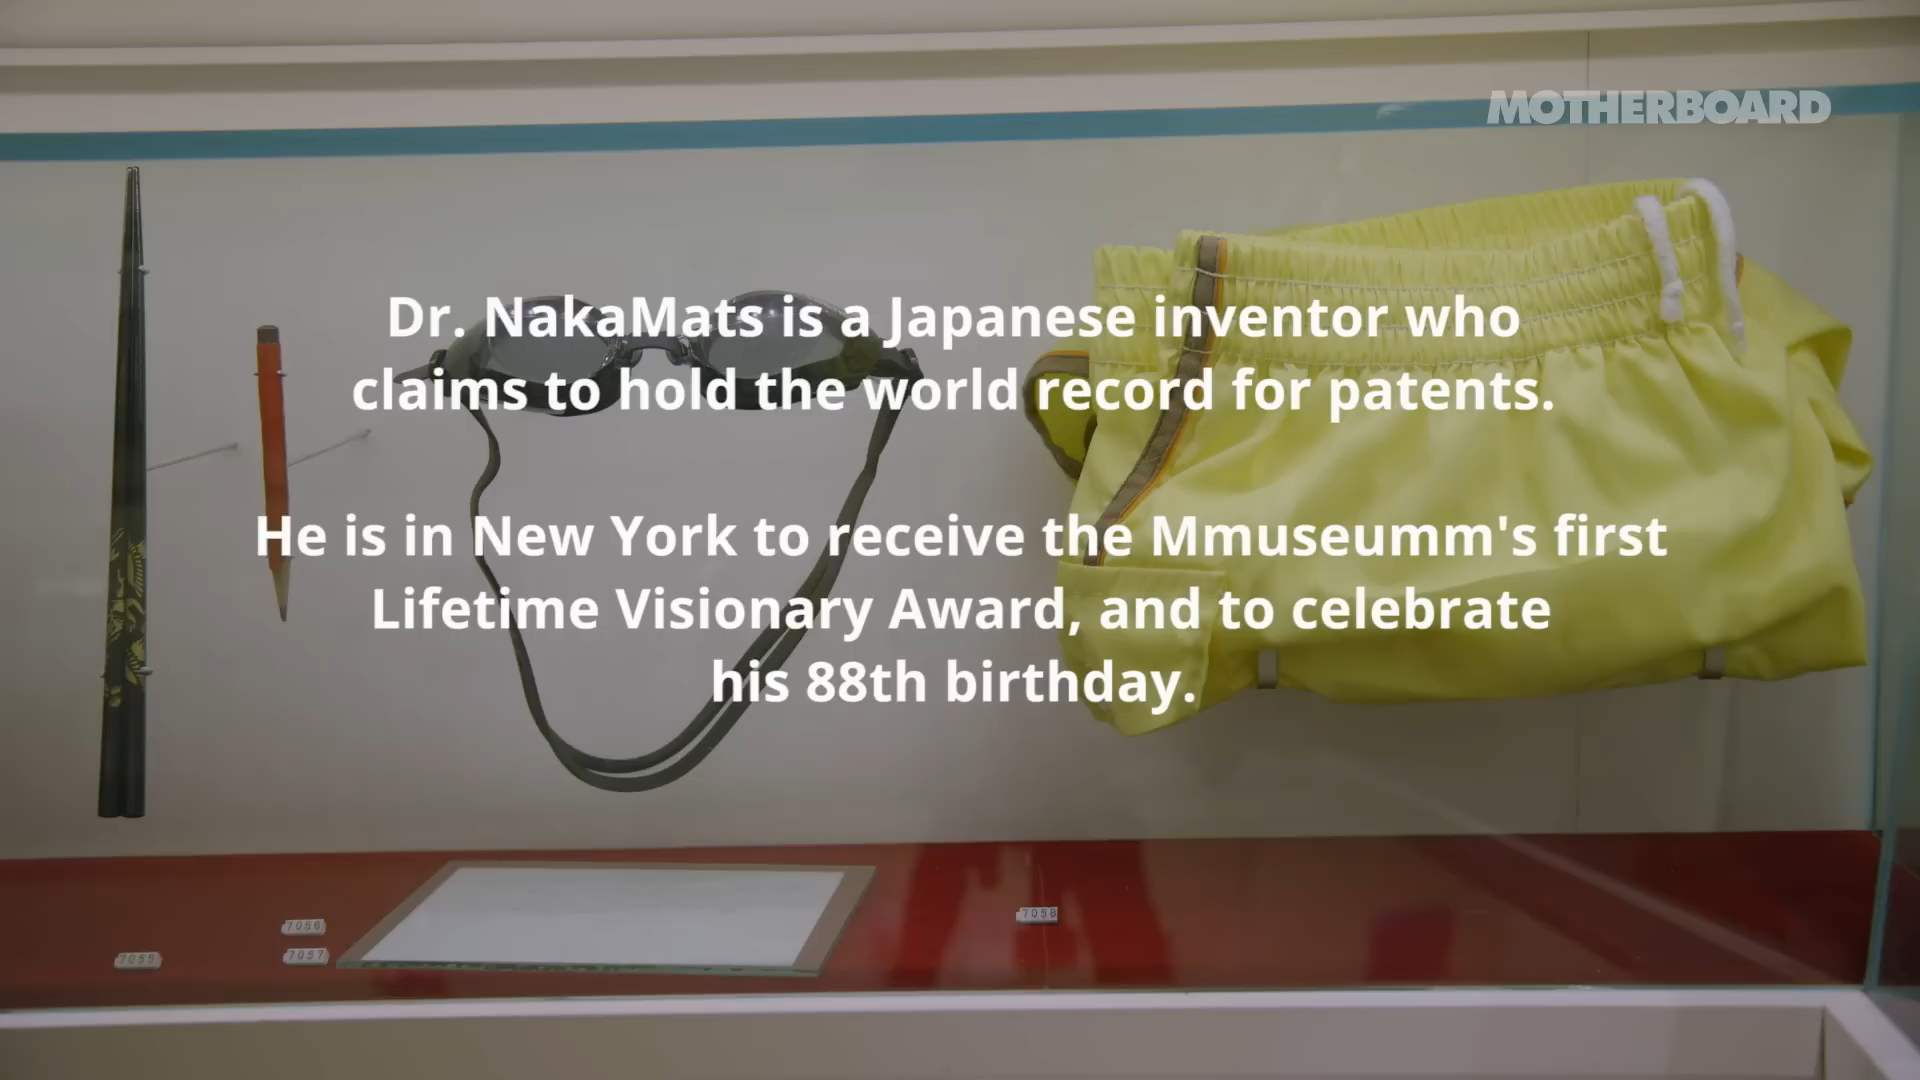 MOTHERBOARD
Dr. NakaMats is a Japanese inventor who
claims to hold the world record for patents.
He is in New York to receive the Mmuseumm's first
Lifetime Visionary Award, and to celebrate
his 88th birthday.
7056
7058
7055
7057